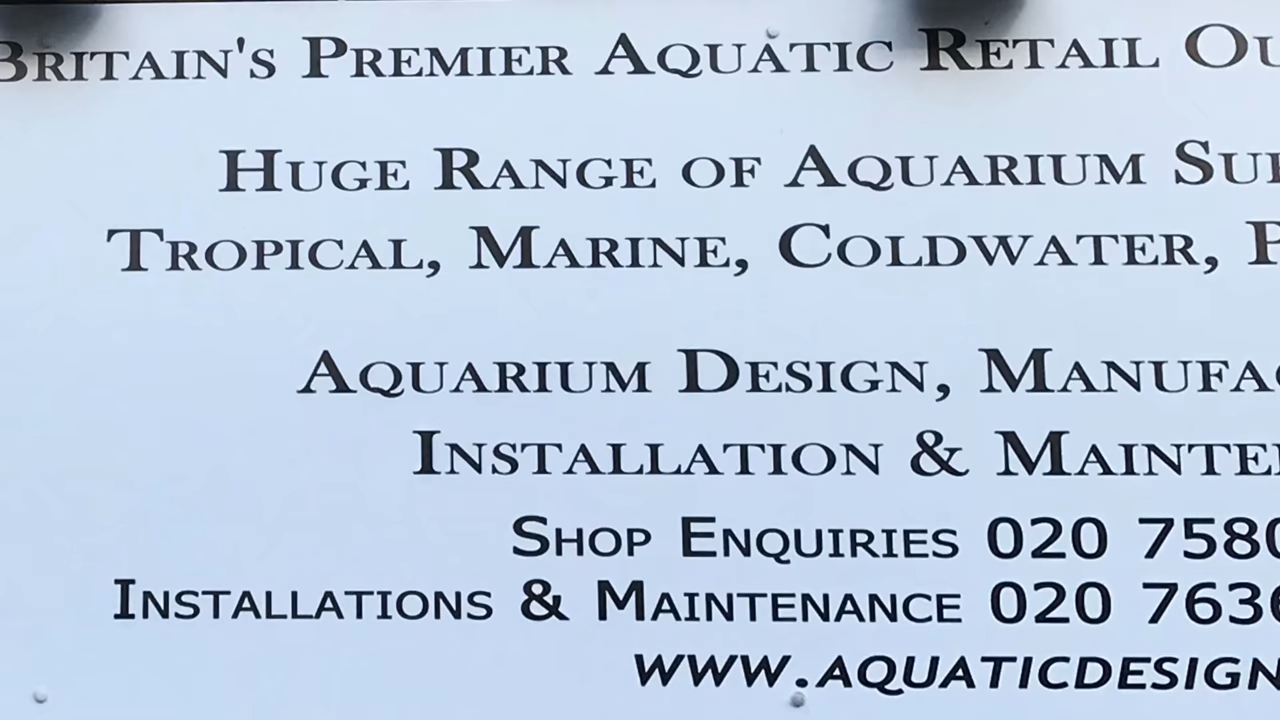 BRITAIN'S PREMIER AQUATIC RETAIL
HUGE RANGE OF AQUARIUM
TROPICAL, MARINE, COLDWATER,
AQUARIUM DESIGN,
INSTALLATION &
SHOP ENQUIRIES 020 7580
INSTALLATIONS & MAINTENANCE 020 7636
WWW.AQUATICDESIGN